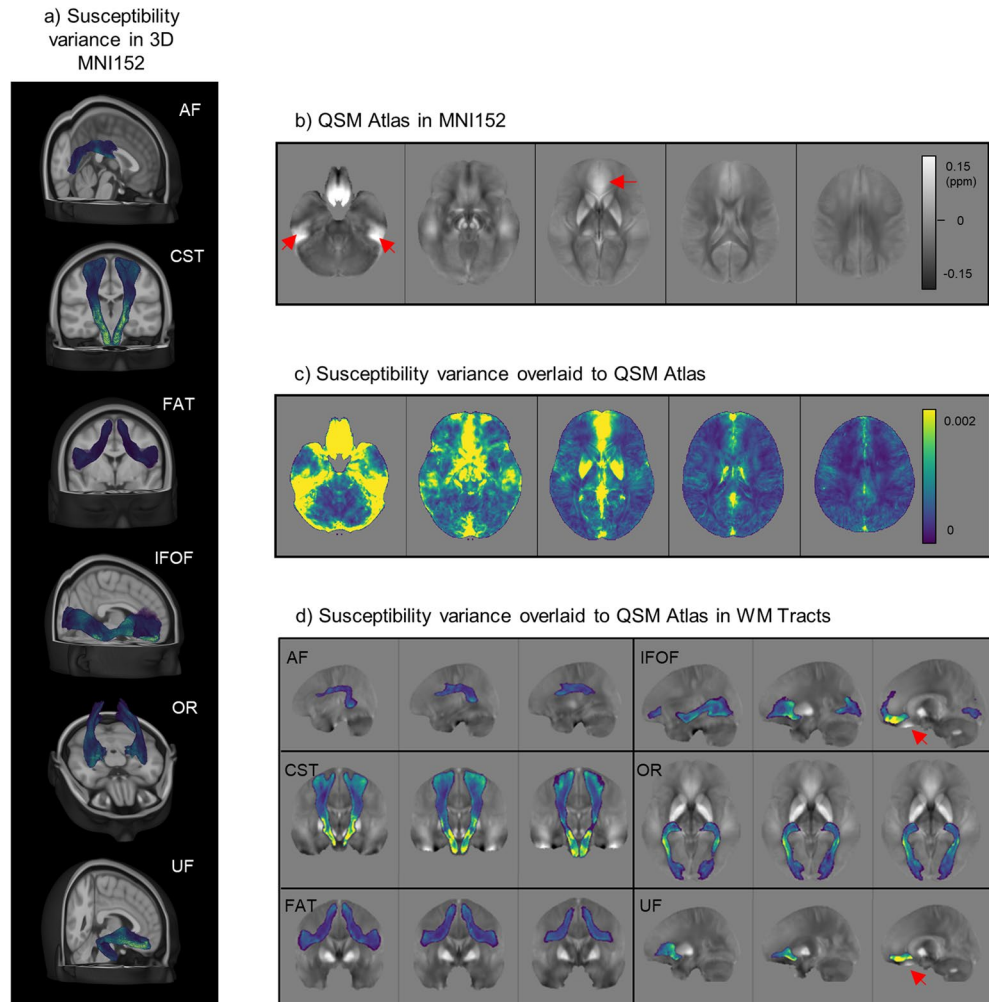 a) Susceptibility
variance in 3D
MNI152
AF
CST
FAT
IFOF
OR
UF
b) QSM Atlas in MNI152
0.15
(ppm)
0
-0.15
c) Susceptibility variance overlaid to QSM Atlas
0.002
0
d) Susceptibility variance overlaid to QSM Atlas in WM Tracts
AF
IFOF
CST
OR
FAT
UF